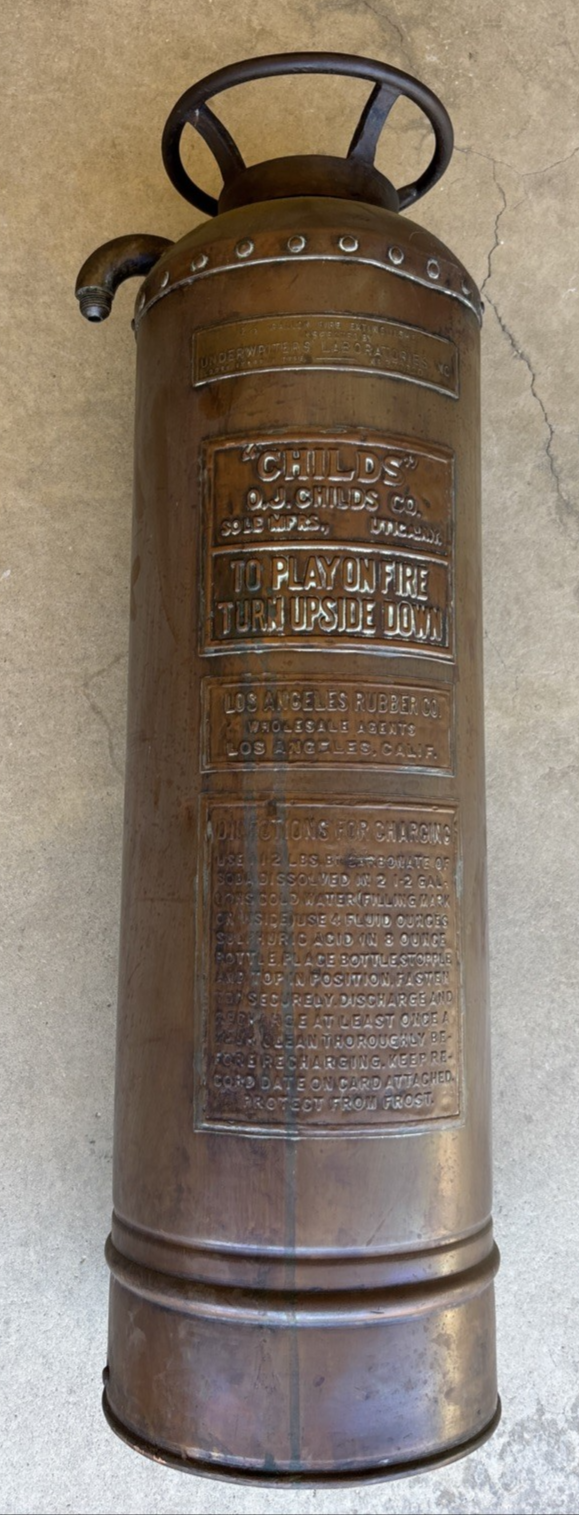 UNDERWRITERS' LABORATORIES, INC.
"CHILDS"
O.J. CHILDS CO.
SOLE MFRS., UTICA, N.Y.
TO PLAY ON FIRE
TURN UPSIDE DOWN
LOS ANGELES RUBBER CO.
WHOLESALE AGENTS
LOS ANGELES, CALIF.
DIRECTIONS FOR CHARGING
USE 1 1-2 LBS. BICARBONATE OF
SODA DISSOLVED IN 2 1-2 GAL-
LONS COLD WATER (FILLING MARK
ON INSIDE) USE 4 FLUID OUNCES
SULPHURIC ACID IN 8 OUNCE
BOTTLE. PLACE BOTTLE, STOPPLE
AND TOP IN POSITION. FASTEN
TOP SECURELY. DISCHARGE AND
RECHARGE AT LEAST ONCE A
YEAR. CLEAN THOROUGHLY BE-
FORE RECHARGING. KEEP RE-
CORD DATE ON CARD ATTACHED.
PROTECT FROM FROST.